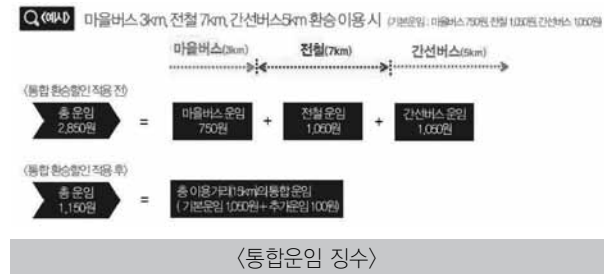 Q 예시 마을버스 3km, 전철 7km, 간선버스 5km 환승 이용 시 (기본운임 : 마을버스 750원, 전철 1,050원, 간선버스 1,050원)
마을버스(3km) 전철(7km) 간선버스(5km)
〈통합 환승할인 적용 전〉
총 운임 2,850원 = 마을버스 운임 750원 + 전철 운임 1,050원 + 간선버스 운임 1,050원
〈통합 환승할인 적용 후〉
총 운임 1,150원 = 총 이용거리(15km)의 통합 운임
( 기본운임 1,050원 + 추가운임 100원)
〈통합운임 징수〉